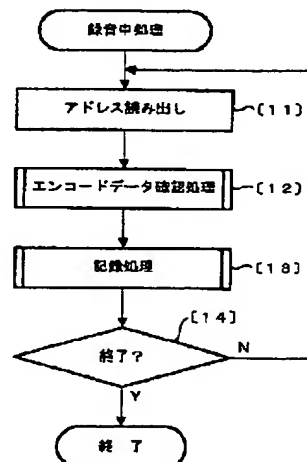 録音中処理
アドレス読み出し
[11]
エンコードデータ確認処理
[12]
記録処理
[13]
[14]
終了?
N
Y
終 了